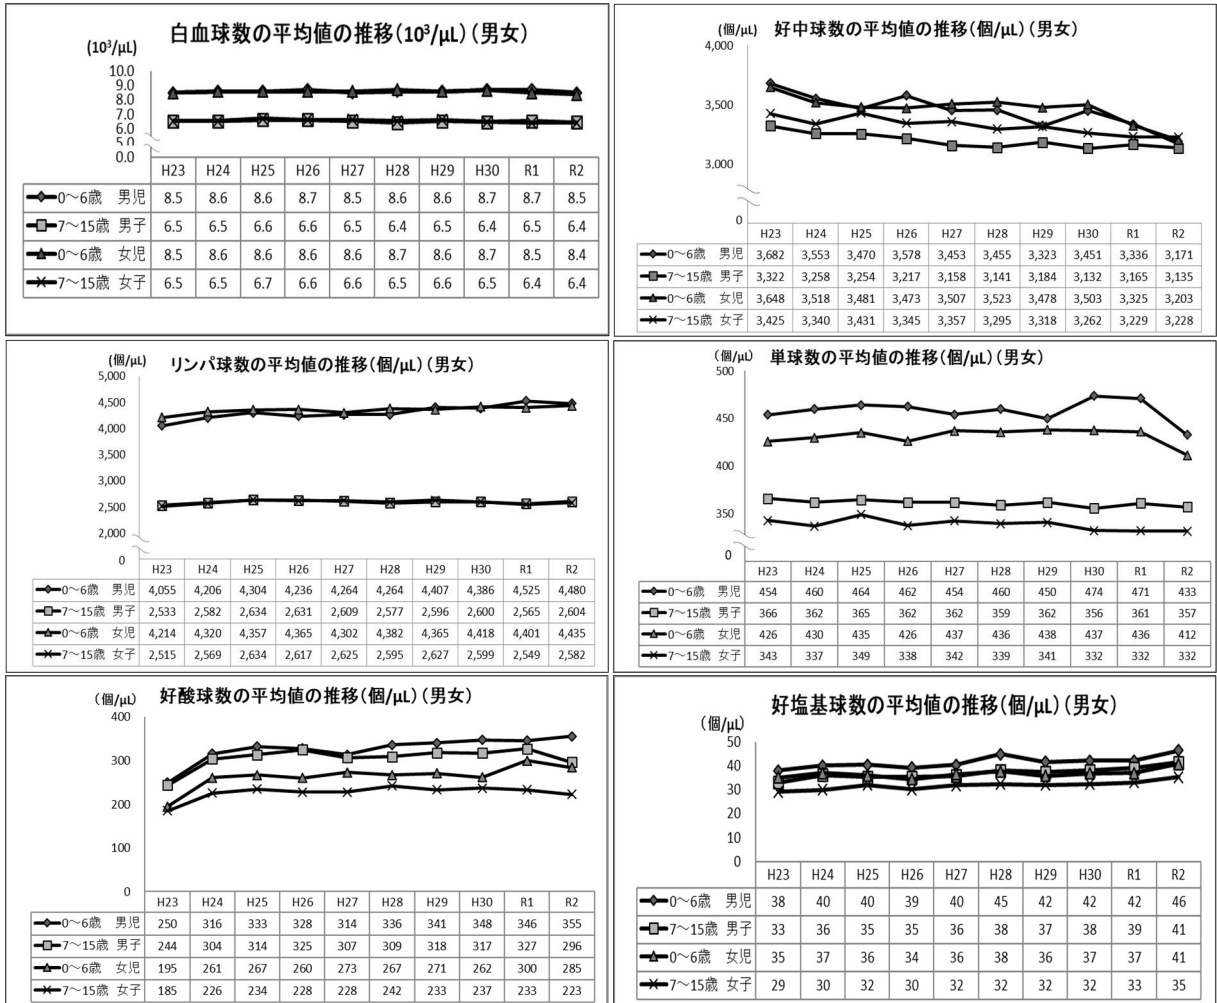 白血球数の平均値の推移(10³/μL)(男女)
(10³/μL)
10.0
9.0
8.0
7.0
6.0
5.0
0.0
H23 H24 H25 H26 H27 H28 H29 H30 R1 R2
0～6歳 男児 8.5 8.6 8.6 8.7 8.5 8.6 8.6 8.7 8.7 8.5
7～15歳 男子 6.5 6.5 6.6 6.6 6.5 6.4 6.5 6.4 6.5 6.4
0～6歳 女児 8.5 8.6 8.6 8.6 8.6 8.7 8.6 8.7 8.5 8.4
7～15歳 女子 6.5 6.5 6.7 6.6 6.6 6.5 6.6 6.5 6.4 6.4
好中球数の平均値の推移(個/μL)(男女)
(個/μL)
4,000
3,500
3,000
0
H23 H24 H25 H26 H27 H28 H29 H30 R1 R2
0～6歳 男児 3,682 3,553 3,470 3,578 3,453 3,455 3,323 3,451 3,336 3,171
7～15歳 男子 3,322 3,258 3,254 3,217 3,158 3,141 3,184 3,132 3,165 3,135
0～6歳 女児 3,648 3,518 3,481 3,473 3,507 3,523 3,478 3,503 3,325 3,203
7～15歳 女子 3,425 3,340 3,431 3,345 3,357 3,295 3,318 3,262 3,229 3,228
リンパ球数の平均値の推移(個/μL)(男女)
(個/μL)
5,000
4,500
4,000
3,500
3,000
2,500
2,000
0
H23 H24 H25 H26 H27 H28 H29 H30 R1 R2
0～6歳 男児 4,055 4,206 4,304 4,236 4,264 4,264 4,407 4,386 4,525 4,480
7～15歳 男子 2,533 2,582 2,634 2,631 2,609 2,577 2,596 2,600 2,565 2,604
0～6歳 女児 4,214 4,320 4,357 4,365 4,302 4,382 4,365 4,418 4,401 4,435
7～15歳 女子 2,515 2,569 2,634 2,617 2,625 2,595 2,627 2,599 2,549 2,582
単球数の平均値の推移(個/μL)(男女)
(個/μL)
500
450
400
350
0
H23 H24 H25 H26 H27 H28 H29 H30 R1 R2
0～6歳 男児 454 460 464 462 454 460 450 474 471 433
7～15歳 男子 366 362 365 362 362 359 362 356 361 357
0～6歳 女児 426 430 435 426 437 436 438 437 436 412
7～15歳 女子 343 337 349 338 342 339 341 332 332 332
好酸球数の平均値の推移(個/μL)(男女)
(個/μL)
400
300
200
100
0
H23 H24 H25 H26 H27 H28 H29 H30 R1 R2
0～6歳 男児 250 316 333 328 314 336 341 348 346 355
7～15歳 男子 244 304 314 325 307 309 318 317 327 296
0～6歳 女児 195 261 267 260 273 267 271 262 300 285
7～15歳 女子 185 226 234 228 228 242 233 237 233 223
好塩基球数の平均値の推移(個/μL)(男女)
(個/μL)
50
40
30
20
10
0
H23 H24 H25 H26 H27 H28 H29 H30 R1 R2
0～6歳 男児 38 40 40 39 40 45 42 42 42 46
7～15歳 男子 33 36 35 35 36 38 37 38 39 41
0～6歳 女児 35 37 36 34 36 38 36 37 37 41
7～15歳 女子 29 30 32 30 32 32 32 32 33 35